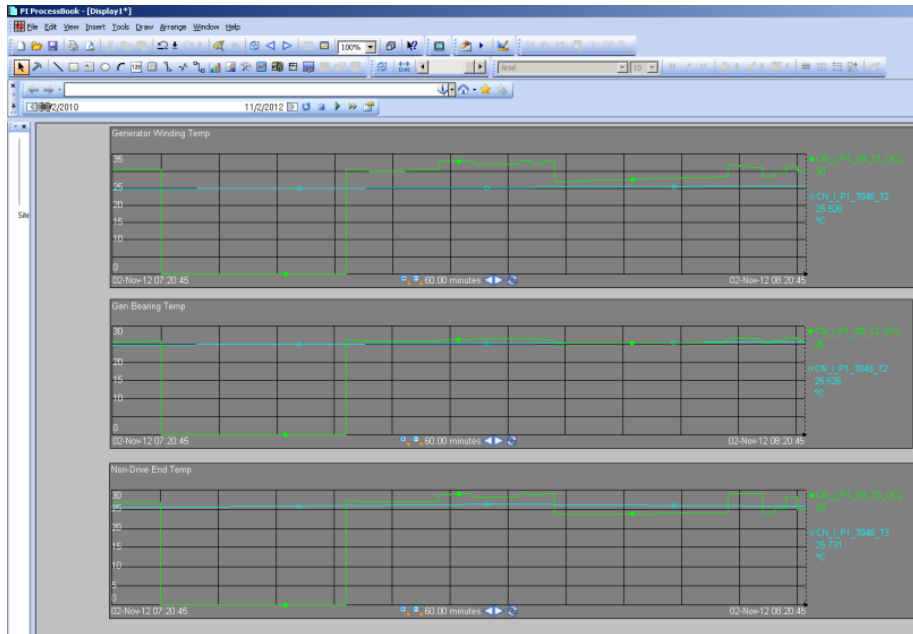 PI ProcessBook - [Display1*]
File Edit View Insert Tools Draw Arrange Window Help
100%
Arial 10
11/2/2012
Site
Generator Winding Temp
35
25
20
15
10
0
CN_I_P1_T048_T2
25.526
ºC
02-Nov-12 07:20:45 60.00 minutes 02-Nov-12 08:20:45
Gen Bearing Temp
30
20
15
10
0
CN_I_P1_T048_T2
25.526
ºC
02-Nov-12 07:20:45 60.00 minutes 02-Nov-12 08:20:45
Non-Drive End Temp
30
25
20
15
10
5
0
CN_I_P1_T048_T3
25.731
ºC
02-Nov-12 07:20:45 60.00 minutes 02-Nov-12 08:20:45